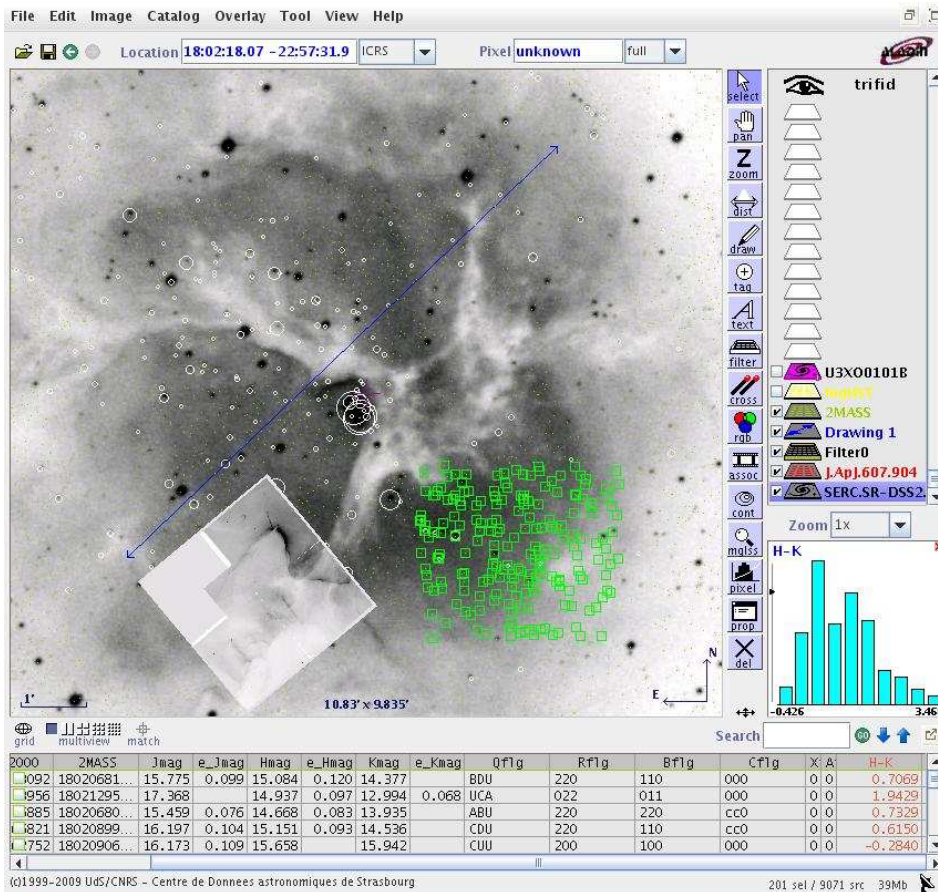 File Edit Image Catalog Overlay Tool View Help
Location 18:02:18.07 -22:57:31.9 ICRS Pixel unknown full
Aladin
trifid
select
pan
zoom
dist
draw
tag
text
filter
cross
rgb
assoc
cont
mglss
pixel
prop
del
U3XO0101B
2MASS
Drawing 1
Filter0
J.ApJ.607.904
SERC.SR-DSS2.
Zoom 1x
H-K
-0.426 3.46
N
E
1'
10.83' x 9.835'
grid multiview match Search GO
2000 2MASS Jmag e_Jmag Hmag e_Hmag Kmag e_Kmag Qflg Rflg Bflg Cflg X A H-K
092 18020681... 15.775 0.099 15.084 0.120 14.377 BDU 220 110 000 0 0 0.7069
956 18021295... 17.368 14.937 0.097 12.994 0.068 UCA 022 011 000 0 0 1.9429
885 18020680... 15.459 0.076 14.668 0.083 13.935 ABU 220 220 cc0 0 0 0.7329
821 18020899... 16.197 0.104 15.151 0.093 14.536 CDU 220 110 cc0 0 0 0.6150
752 18020906... 16.173 0.109 15.658 15.942 CUU 200 100 000 0 0 -0.2840
(c)1999-2009 UdS/CNRS - Centre de Donnees astronomiques de Strasbourg
201 sel / 9071 src 39Mb